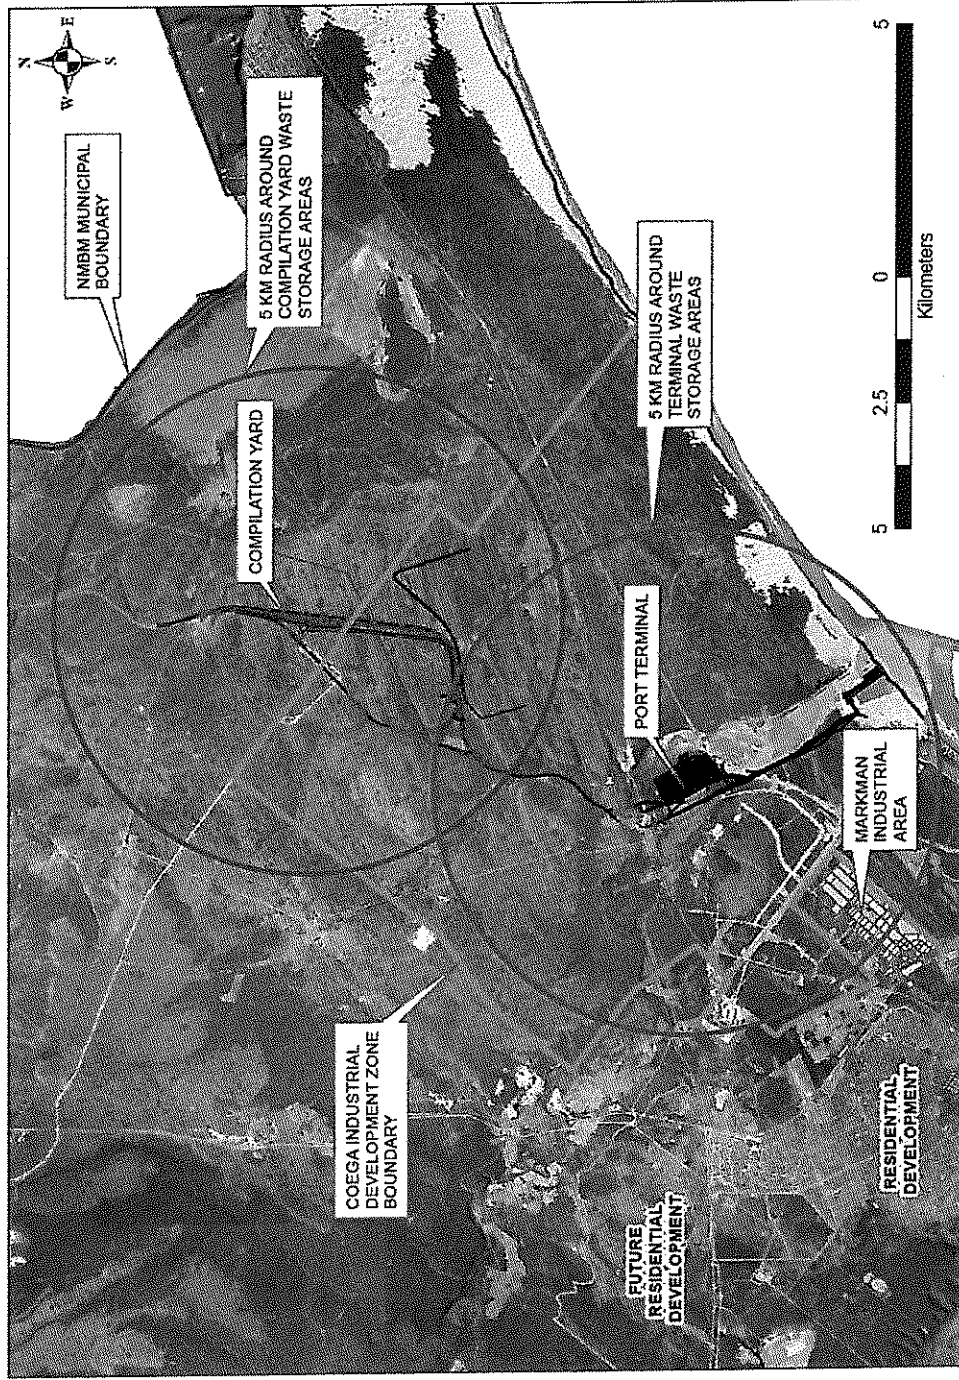 N
E
S
W
NMBM MUNICIPAL
BOUNDARY
5 KM RADIUS AROUND
COMPILATION YARD WASTE
STORAGE AREAS
COMPILATION YARD
COEGA INDUSTRIAL
DEVELOPMENT ZONE
BOUNDARY
5 KM RADIUS AROUND
TERMINAL WASTE
STORAGE AREAS
PORT TERMINAL
MARKMAN
INDUSTRIAL
AREA
FUTURE
RESIDENTIAL
DEVELOPMENT
RESIDENTIAL
DEVELOPMENT
5 2.5 0 5
Kilometers